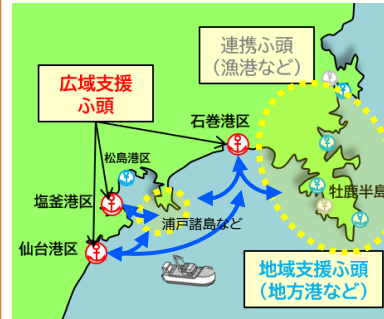 連携ふ頭
（漁港など）
広域支援
ふ頭
石巻港区
松島港区
塩釜港区
牡鹿半島
浦戸諸島など
仙台港区
地域支援ふ頭
（地方港など）